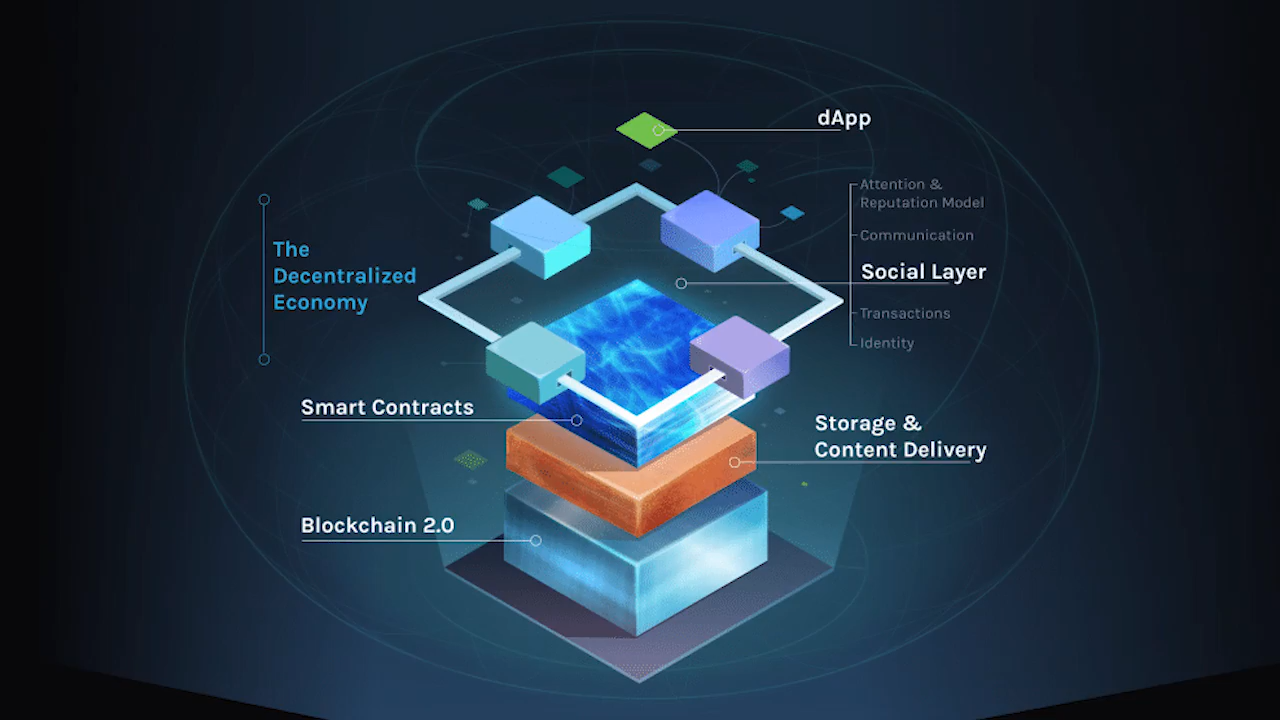 dApp
Attention &
Reputation Model
Communication
Social Layer
Transactions
Identity
The
Decentralized
Economy
Smart Contracts
Storage &
Content Delivery
Blockchain 2.0